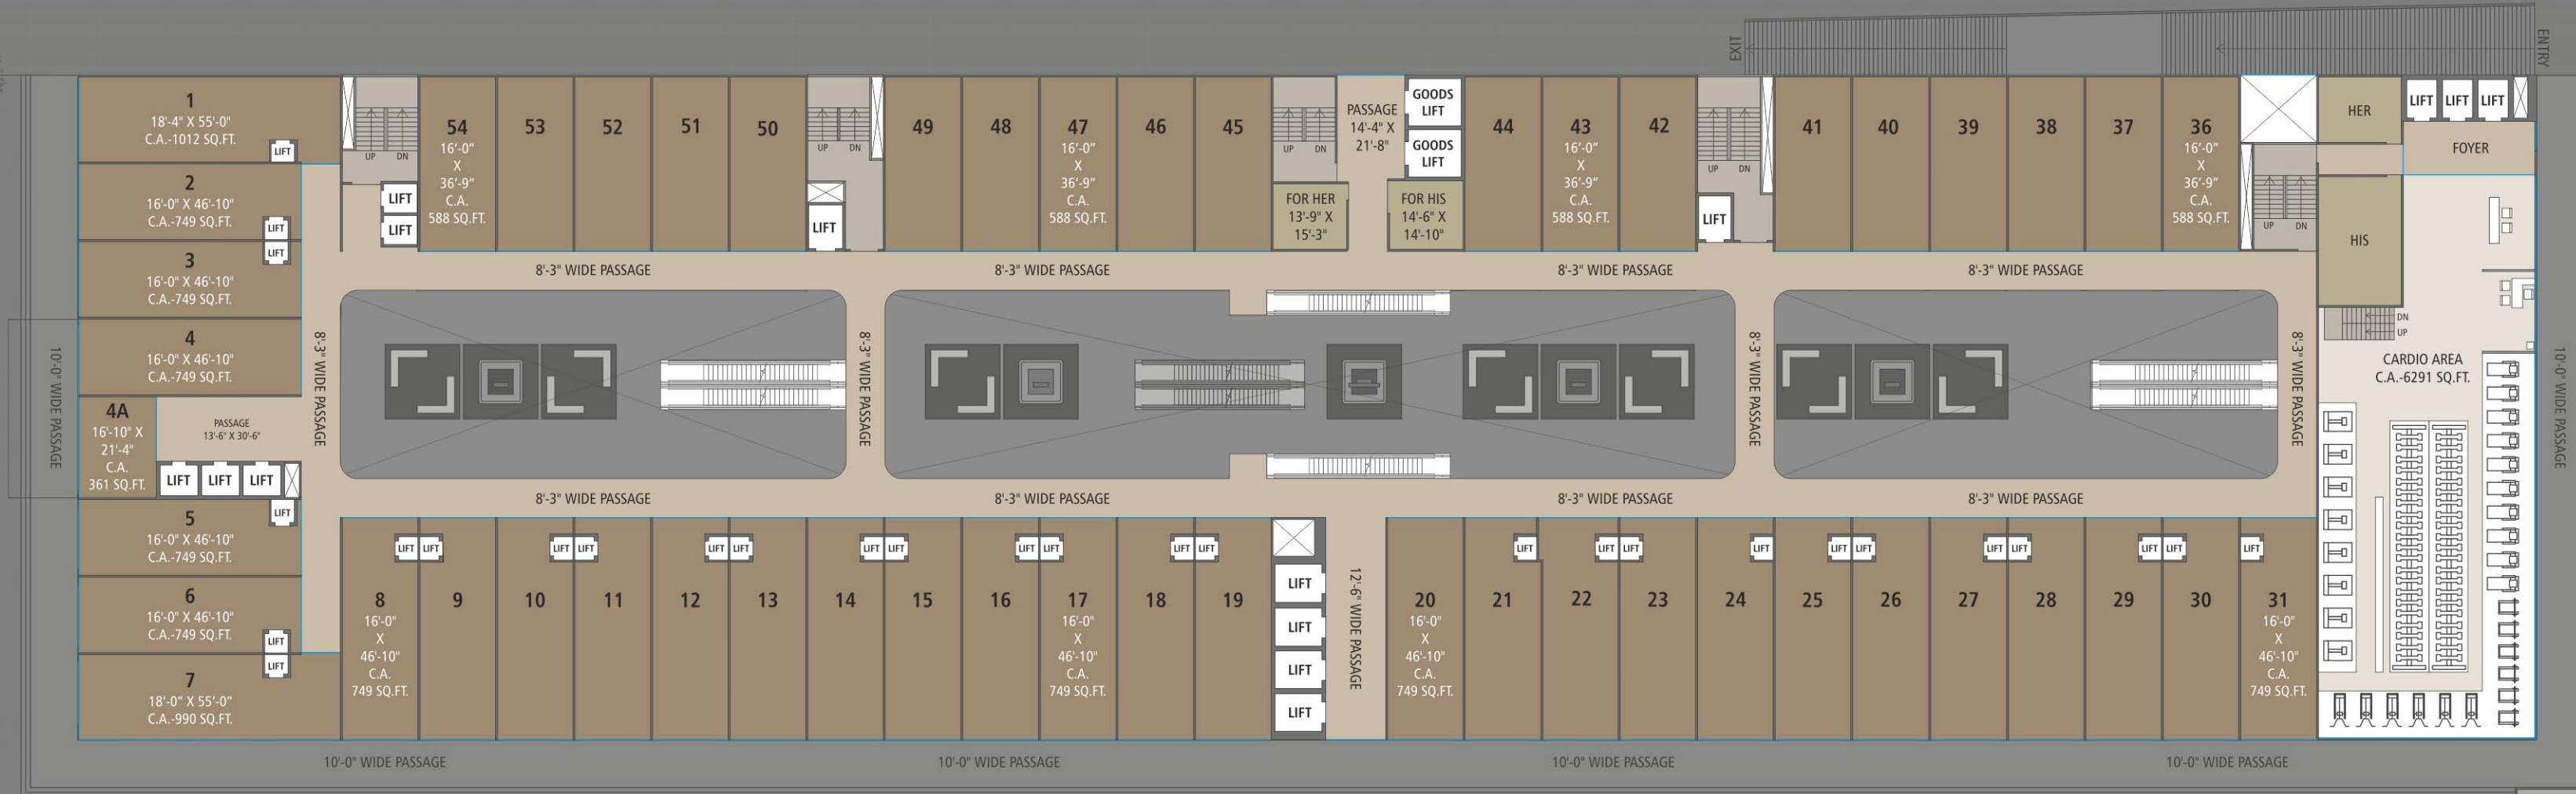 EXIT
ENTRY
1
18'-4" X 55'-0"
C.A.-1012 SQ.FT.
LIFT
2
16'-0" X 46'-10"
C.A.-749 SQ.FT.
LIFT
LIFT
3
16'-0" X 46'-10"
C.A.-749 SQ.FT.
4
16'-0" X 46'-10"
C.A.-749 SQ.FT.
4A
16'-10" X
21'-4"
C.A.
361 SQ.FT.
PASSAGE
13'-6" X 30'-6"
LIFT LIFT LIFT
LIFT
5
16'-0" X 46'-10"
C.A.-749 SQ.FT.
6
16'-0" X 46'-10"
C.A.-749 SQ.FT.
LIFT
LIFT
7
18'-0" X 55'-0"
C.A.-990 SQ.FT.
10'-0" WIDE PASSAGE
UP DN
LIFT
LIFT
54
16'-0"
X
36'-9"
C.A.
588 SQ.FT.
53
52
51
50
UP DN
LIFT
49
48
47
16'-0"
X
36'-9"
C.A.
588 SQ.FT.
46
45
UP DN
PASSAGE
14'-4" X
21'-8"
GOODS
LIFT
GOODS
LIFT
FOR HER
13'-9" X
15'-3"
FOR HIS
14'-6" X
14'-10"
44
43
16'-0"
X
36'-9"
C.A.
588 SQ.FT.
42
UP DN
LIFT
41
40
39
38
37
36
16'-0"
X
36'-9"
C.A.
588 SQ.FT.
UP DN
HER
LIFT LIFT LIFT
FOYER
HIS
DN
UP
CARDIO AREA
C.A.-6291 SQ.FT.
10'-0" WIDE PASSAGE
8'-3" WIDE PASSAGE
8'-3" WIDE PASSAGE
8'-3" WIDE PASSAGE
8'-3" WIDE PASSAGE
8'-3" WIDE PASSAGE
8'-3" WIDE PASSAGE
8'-3" WIDE PASSAGE
8'-3" WIDE PASSAGE
8'-3" WIDE PASSAGE
8'-3" WIDE PASSAGE
8'-3" WIDE PASSAGE
8'-3" WIDE PASSAGE
LIFT LIFT
LIFT LIFT
LIFT LIFT
LIFT LIFT
LIFT LIFT
LIFT LIFT
8
16'-0"
X
46'-10"
C.A.
749 SQ.FT.
9
10
11
12
13
14
15
16
17
16'-0"
X
46'-10"
C.A.
749 SQ.FT.
18
19
LIFT
LIFT
LIFT
LIFT
12'-6" WIDE PASSAGE
LIFT
LIFT LIFT
LIFT
LIFT LIFT
LIFT LIFT
LIFT LIFT
LIFT
20
16'-0"
X
46'-10"
C.A.
749 SQ.FT.
21
22
23
24
25
26
27
28
29
30
31
16'-0"
X
46'-10"
C.A.
749 SQ.FT.
10'-0" WIDE PASSAGE
10'-0" WIDE PASSAGE
10'-0" WIDE PASSAGE
10'-0" WIDE PASSAGE